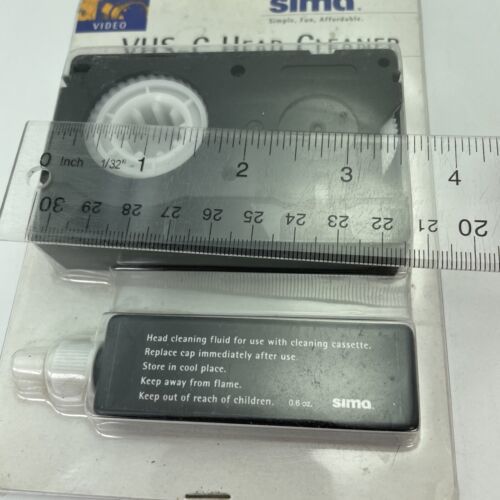 VIDEO
sima.
Simple. Fun. Affordable.
VHS-C HEAD CLEANER
0 Inch 1/32" 1 2 3 4
30 29 28 27 26 25 24 23 22 21 20
Head cleaning fluid for use with cleaning cassette.
Replace cap immediately after use.
Store in cool place.
Keep away from flame.
Keep out of reach of children. 0.6 oz. sima.